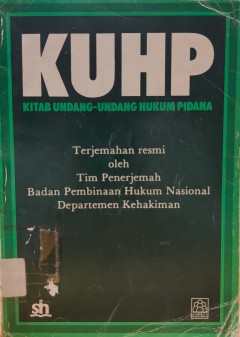 KUHP
KITAB UNDANG-UNDANG HUKUM PIDANA
Terjemahan resmi
oleh
Tim Penerjemah
Badan Pembinaan Hukum Nasional
Departemen Kehakiman
sh